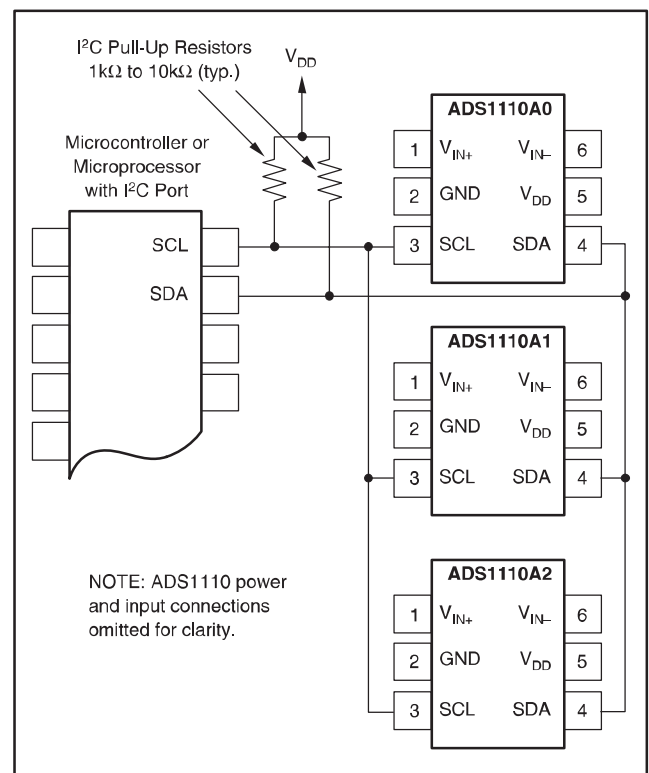 I²C Pull-Up Resistors
1kΩ to 10kΩ (typ.)
V_DD
Microcontroller or
Microprocessor
with I²C Port
SCL
SDA
ADS1110A0
1 V_IN+ V_IN– 6
2 GND V_DD 5
3 SCL SDA 4
ADS1110A1
1 V_IN+ V_IN– 6
2 GND V_DD 5
3 SCL SDA 4
ADS1110A2
1 V_IN+ V_IN– 6
2 GND V_DD 5
3 SCL SDA 4
NOTE: ADS1110 power
and input connections
omitted for clarity.